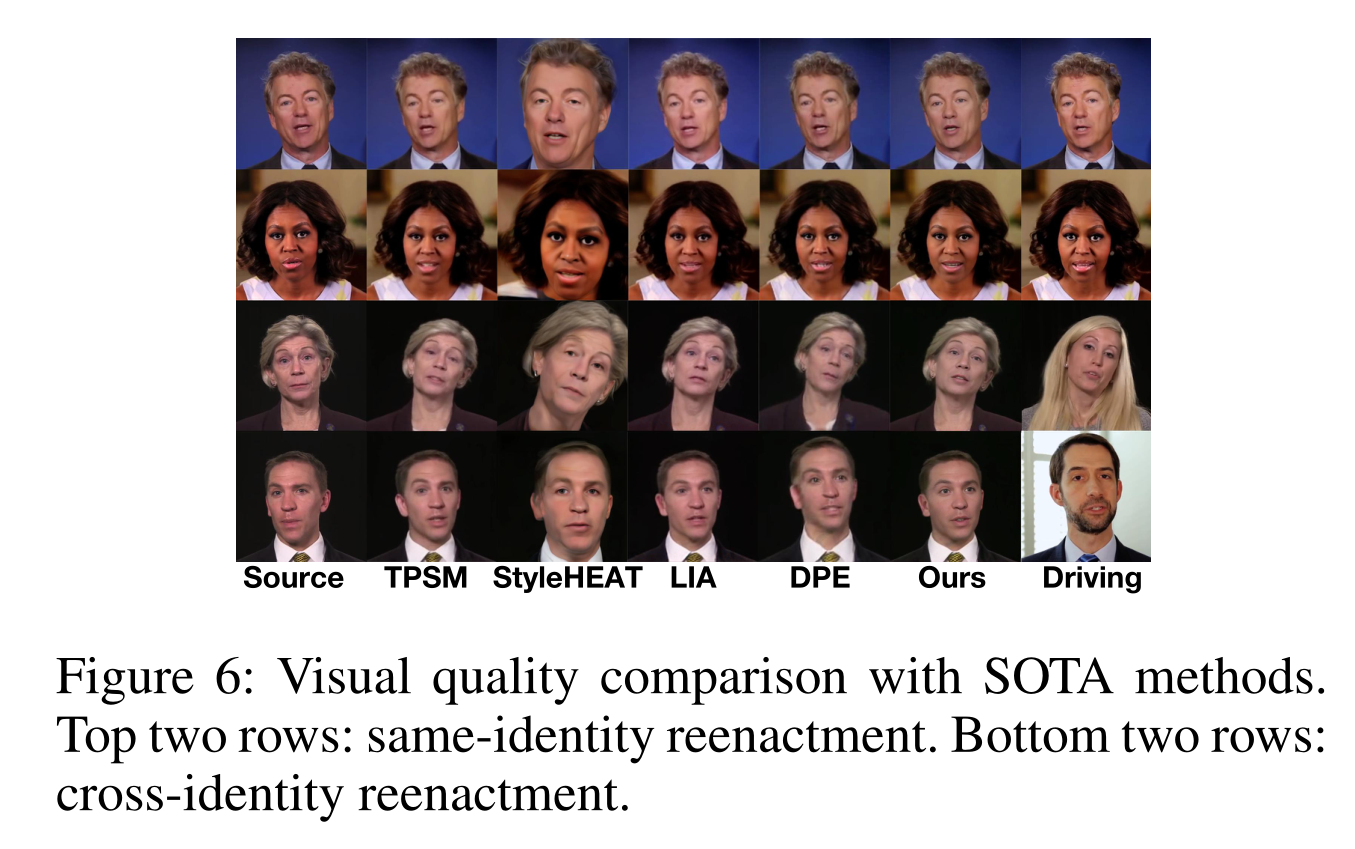 Source TPSM StyleHEAT LIA DPE Ours Driving
Figure 6: Visual quality comparison with SOTA methods.
Top two rows: same-identity reenactment. Bottom two rows:
cross-identity reenactment.